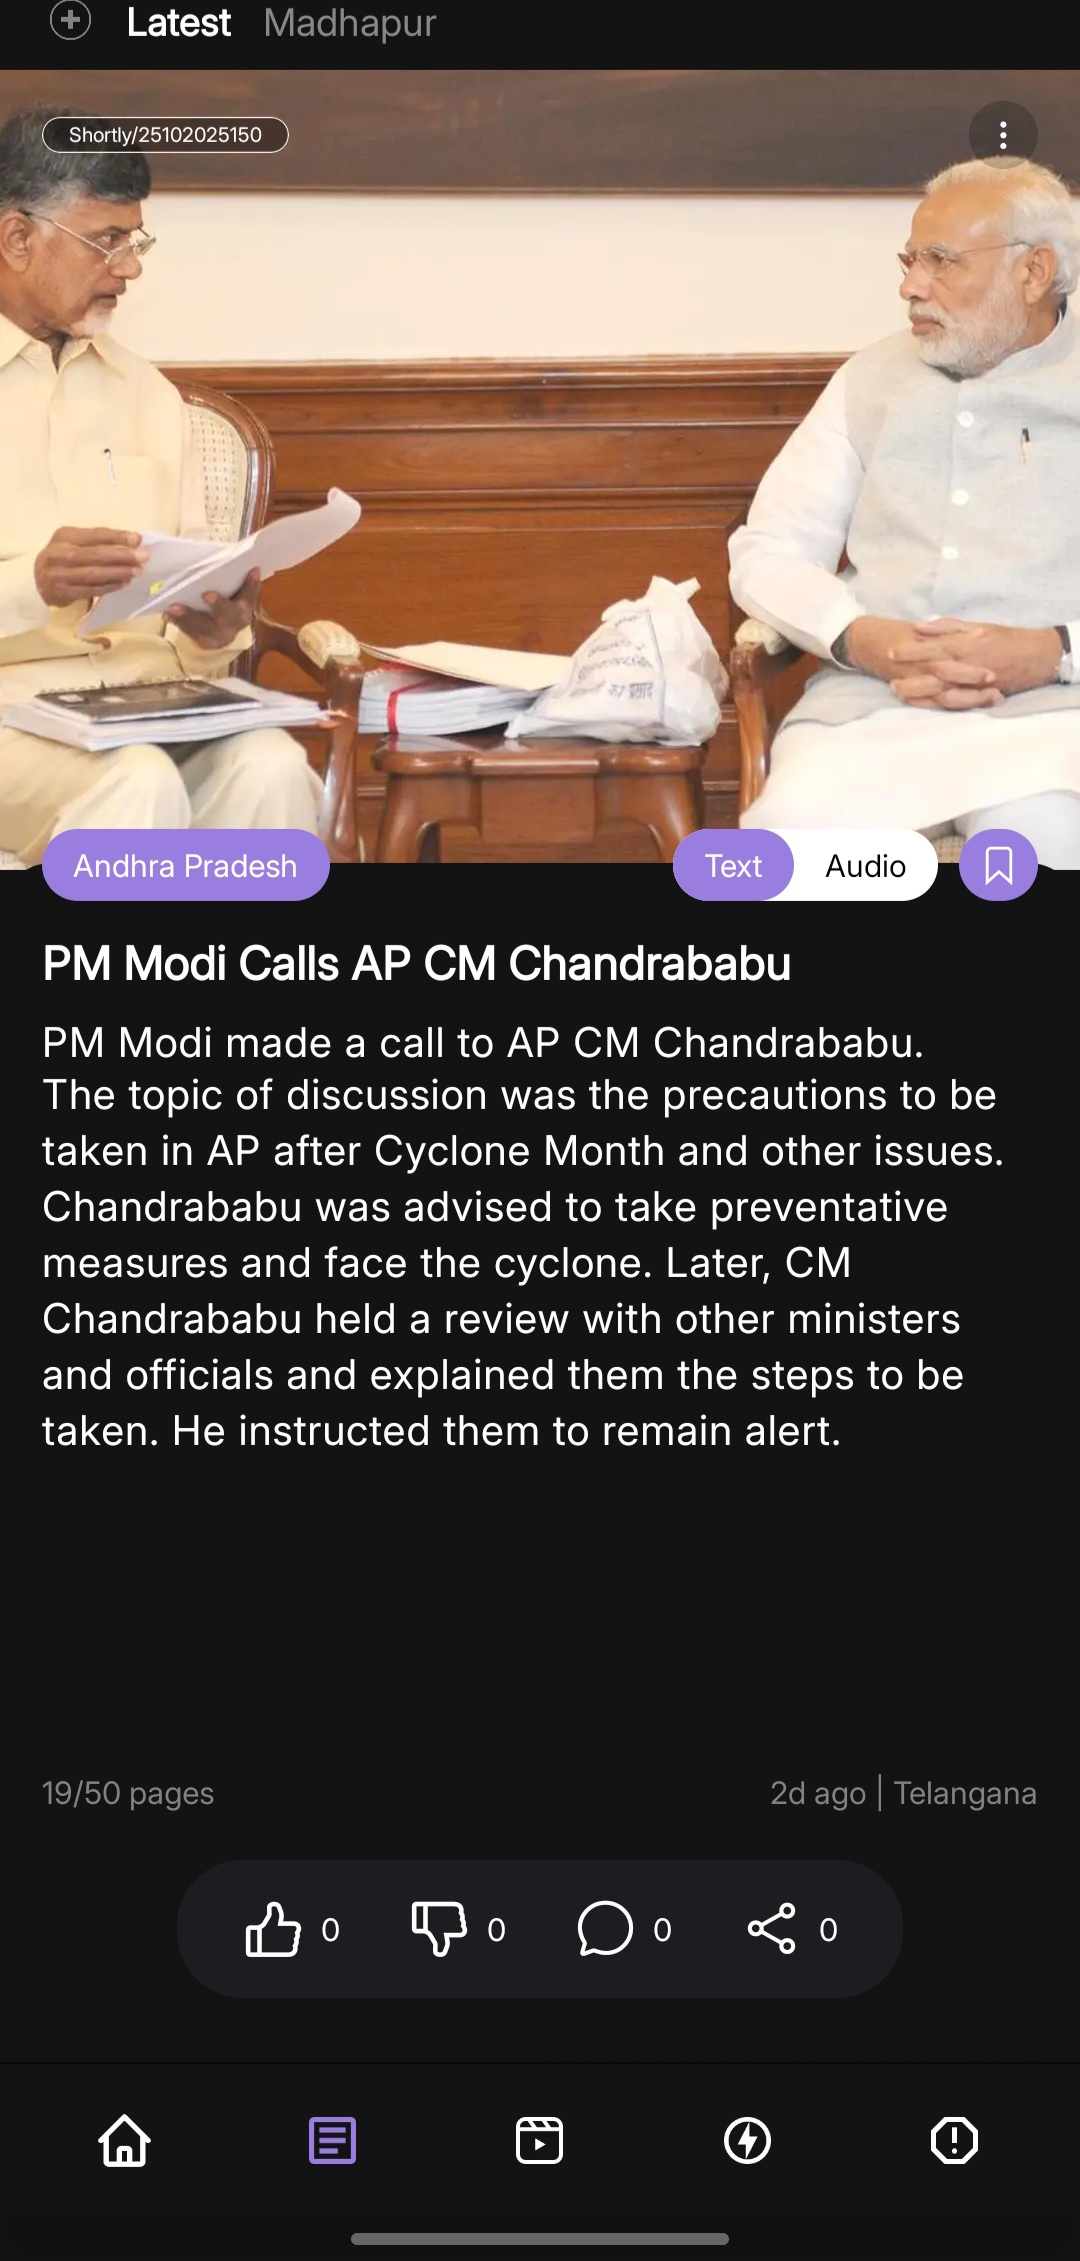 Latest Madhapur
Shortly/25102025150
Andhra Pradesh
Text Audio
PM Modi Calls AP CM Chandrababu
PM Modi made a call to AP CM Chandrababu.
The topic of discussion was the precautions to be
taken in AP after Cyclone Month and other issues.
Chandrababu was advised to take preventative
measures and face the cyclone. Later, CM
Chandrababu held a review with other ministers
and officials and explained them the steps to be
taken. He instructed them to remain alert.
19/50 pages
2d ago | Telangana
0 0 0 0